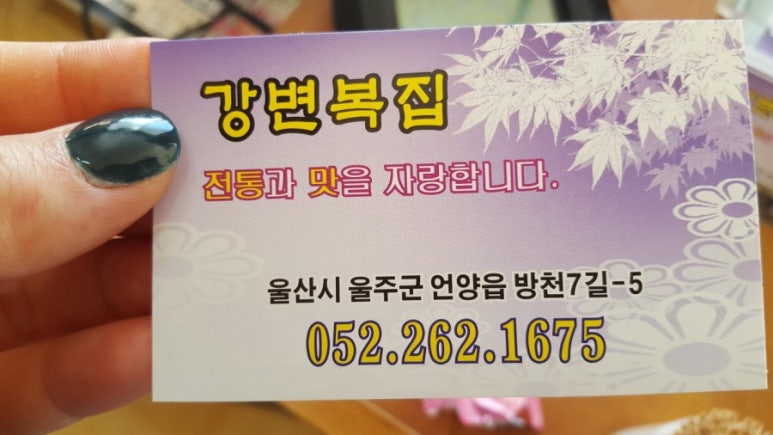 강변복집
전통과 맛을 자랑합니다.
울산시 울주군 언양읍 방천7길-5
052.262.1675